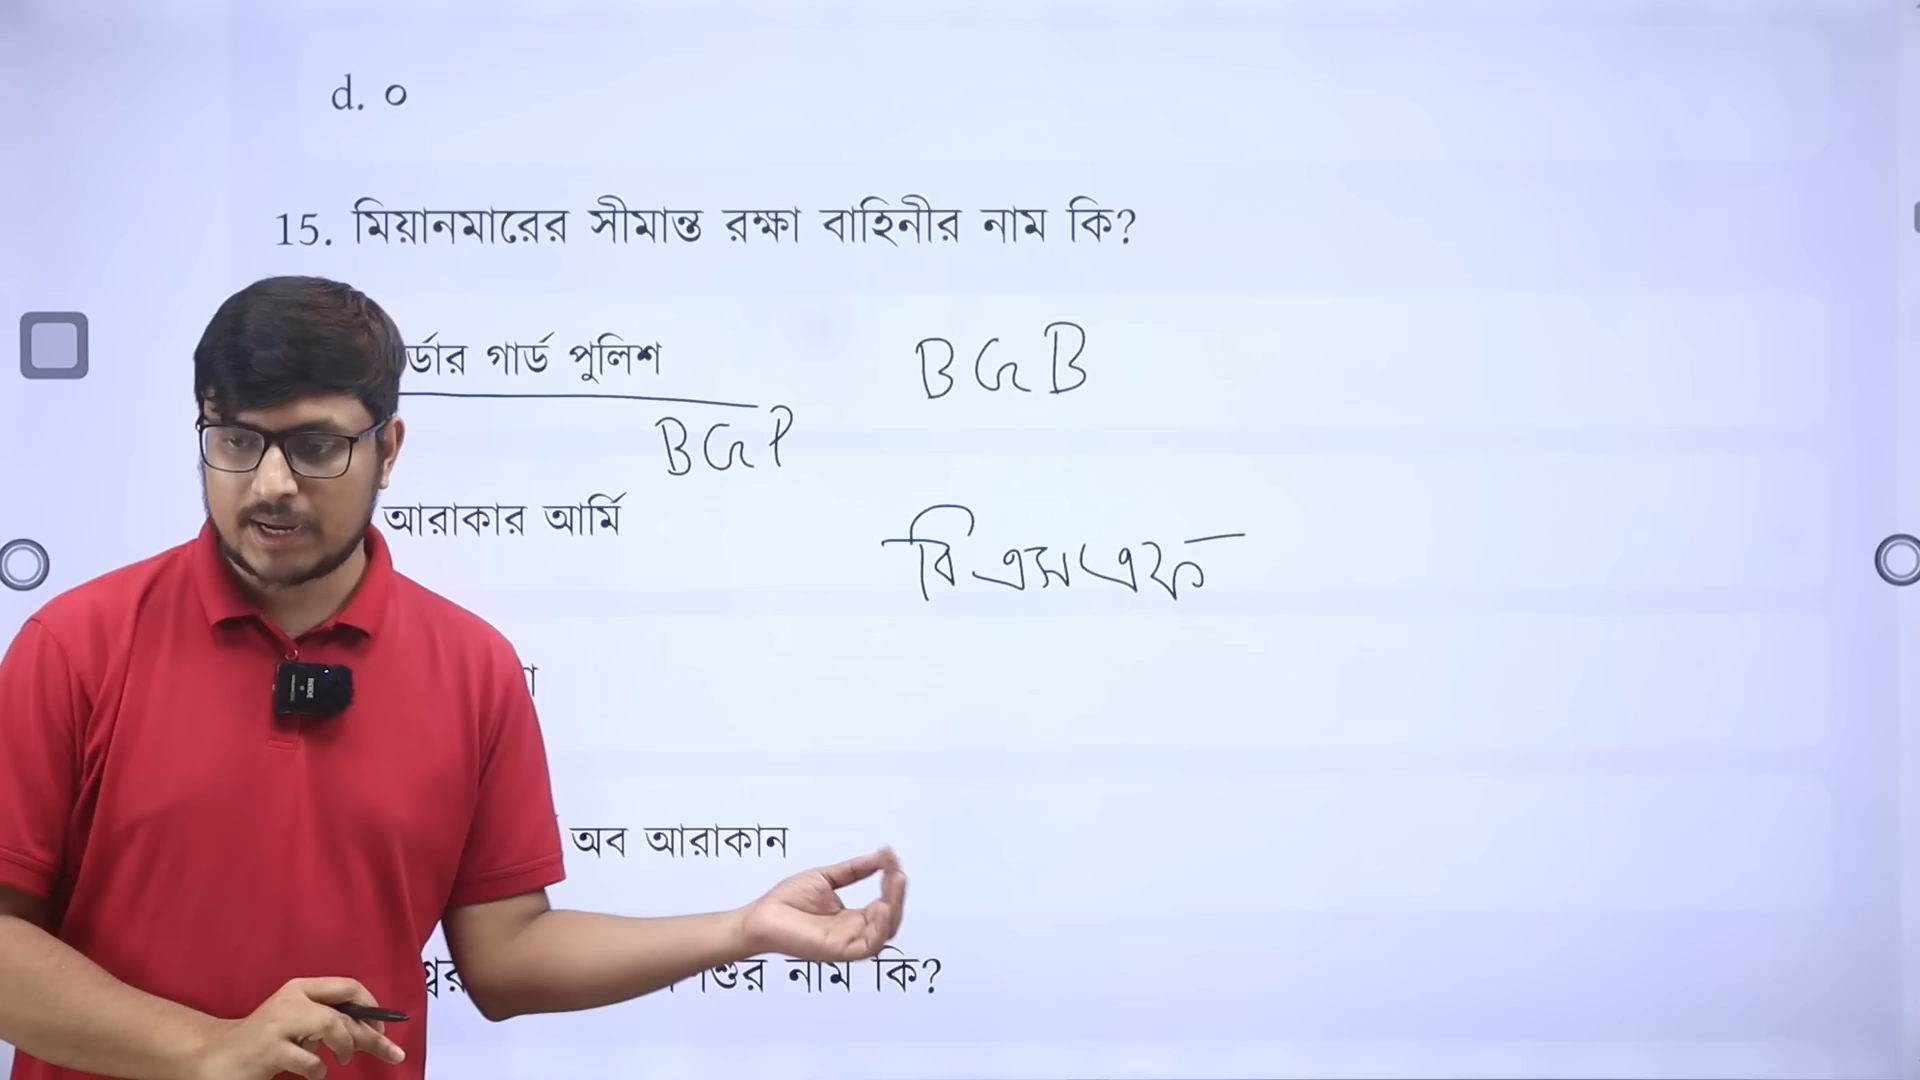 d. ০
15. মিয়ানমারের সীমান্ত রক্ষা বাহিনীর নাম কি?
র্ডার গার্ড পুলিশ
BGB
BGP
আরাকার আর্মি
বিএসএফ
অব আরাকান
নাম কি?